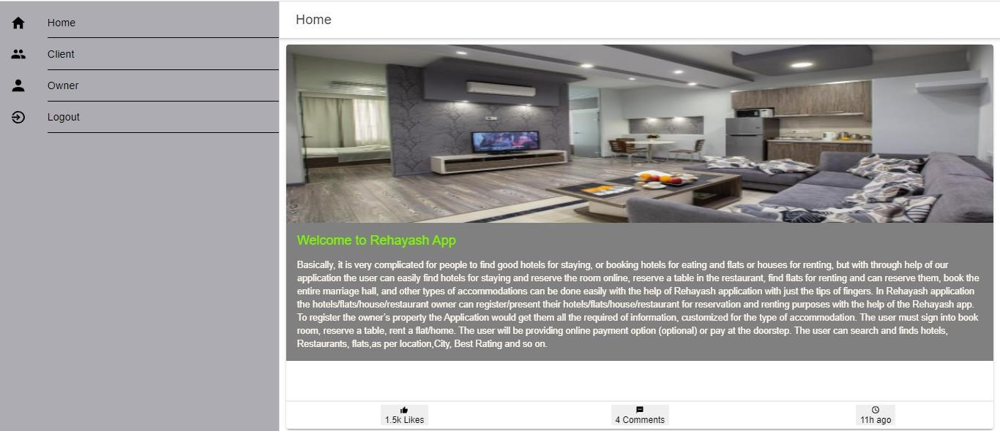 Home
Client
Owner
Logout
Home
Welcome to Rehayash App
Basically, it is very complicated for people to find good hotels for staying, or booking hotels for eating and flats or houses for renting, but with through help of our
application the user can easily find hotels for staying and reserve the room online, reserve a table in the restaurant, find flats for renting and can reserve them, book the
entire marriage hall, and other types of accommodations can be done easily with the help of Rehayash application with just the tips of fingers. In Rehayash application
the hotels/flats/house/restaurant owner can register/present their hotels/flats/house/restaurant for reservation and renting purposes with the help of the Rehayash app.
To register the owner's property the Application would get them all the required of information, customized for the type of accommodation. The user must sign into book
room, reserve a table, rent a flat/home. The user will be providing online payment option (optional) or pay at the doorstep. The user can search and finds hotels,
Restaurants, flats,as per location,City, Best Rating and so on.
1.5k Likes
4 Comments
11h ago